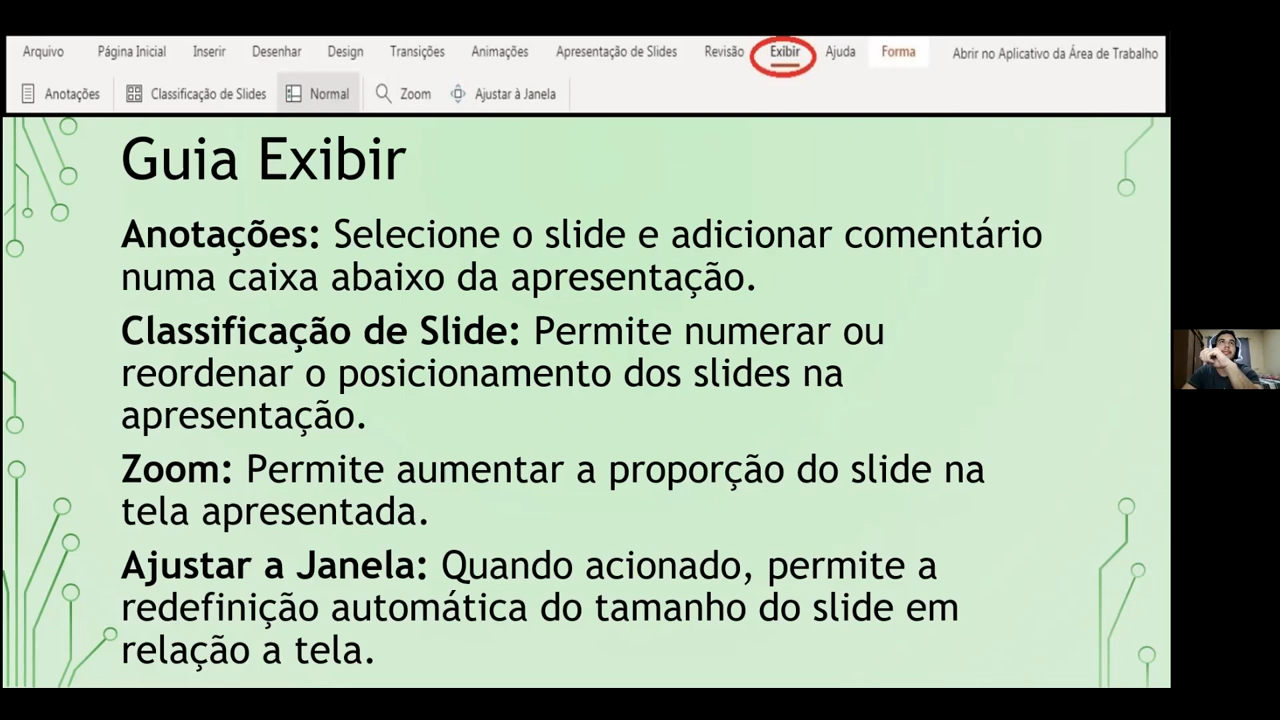 Arquivo Página Inicial Inserir Desenhar Design Transições Animações Apresentação de Slides Revisão Exibir Ajuda Forma Abrir no Aplicativo da Área de Trabalho
Anotações Classificação de Slides Normal Zoom Ajustar à Janela
Guia Exibir
Anotações: Selecione o slide e adicionar comentário
numa caixa abaixo da apresentação.
Classificação de Slide: Permite numerar ou
reordenar o posicionamento dos slides na
apresentação.
Zoom: Permite aumentar a proporção do slide na
tela apresentada.
Ajustar a Janela: Quando acionado, permite a
redefinição automática do tamanho do slide em
relação a tela.